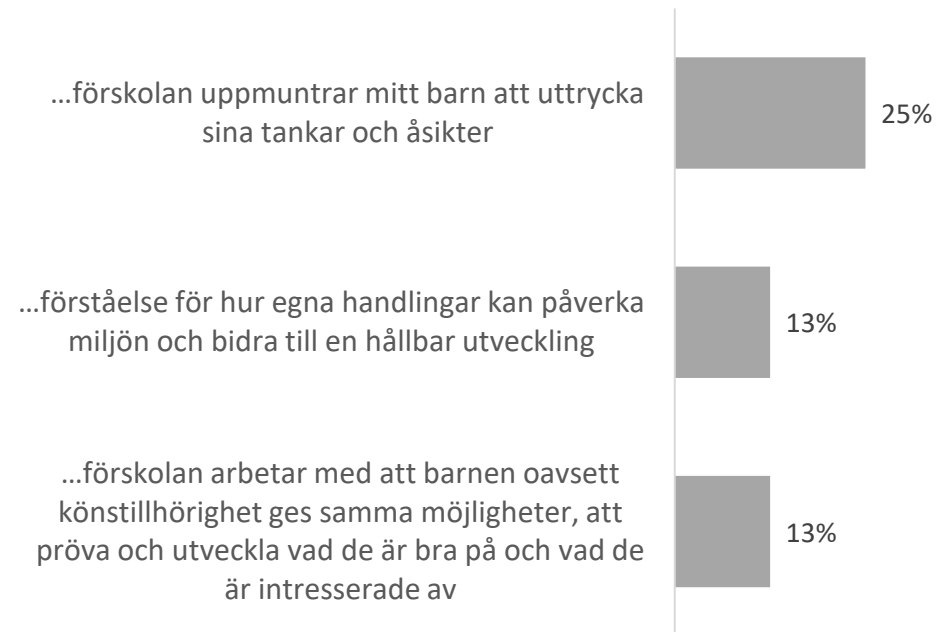 ...förskolan uppmuntrar mitt barn att uttrycka
sina tankar och åsikter
25%
...förståelse för hur egna handlingar kan påverka
miljön och bidra till en hållbar utveckling
13%
...förskolan arbetar med att barnen oavsett
könstillhörighet ges samma möjligheter, att
pröva och utveckla vad de är bra på och vad de
är intresserade av
13%